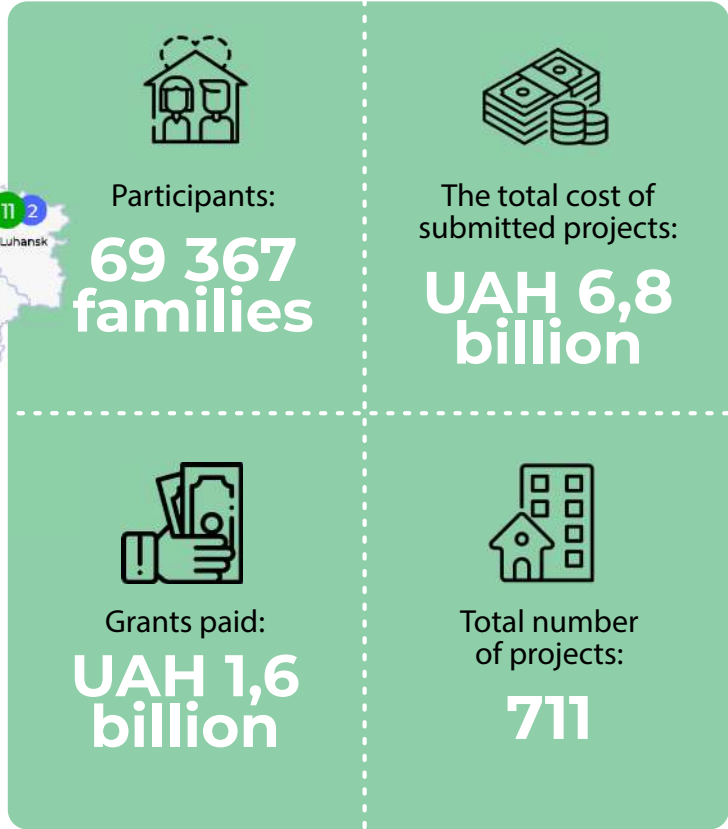 11 2
Luhansk
Participants:
69 367
families
The total cost of
submitted projects:
UAH 6,8
billion
Grants paid:
UAH 1,6
billion
Total number
of projects:
711